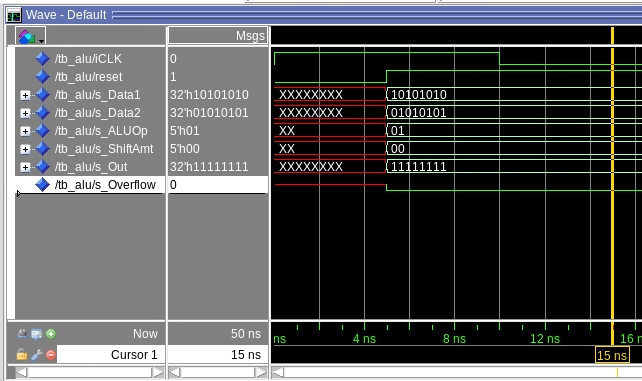 Wave - Default
Msgs
/tb_alu/iCLK 0
/tb_alu/reset 1
/tb_alu/s_Data1 32'h10101010 XXXXXXXX 10101010
/tb_alu/s_Data2 32'h01010101 XXXXXXXX 01010101
/tb_alu/s_ALUOp 5'h01 XX 01
/tb_alu/s_ShiftAmt 5'h00 XX 00
/tb_alu/s_Out 32'h11111111 XXXXXXXX 11111111
/tb_alu/s_Overflow 0
Now 50 ns ns 4 ns 8 ns 12 ns 16 n
Cursor 1 15 ns 15 ns